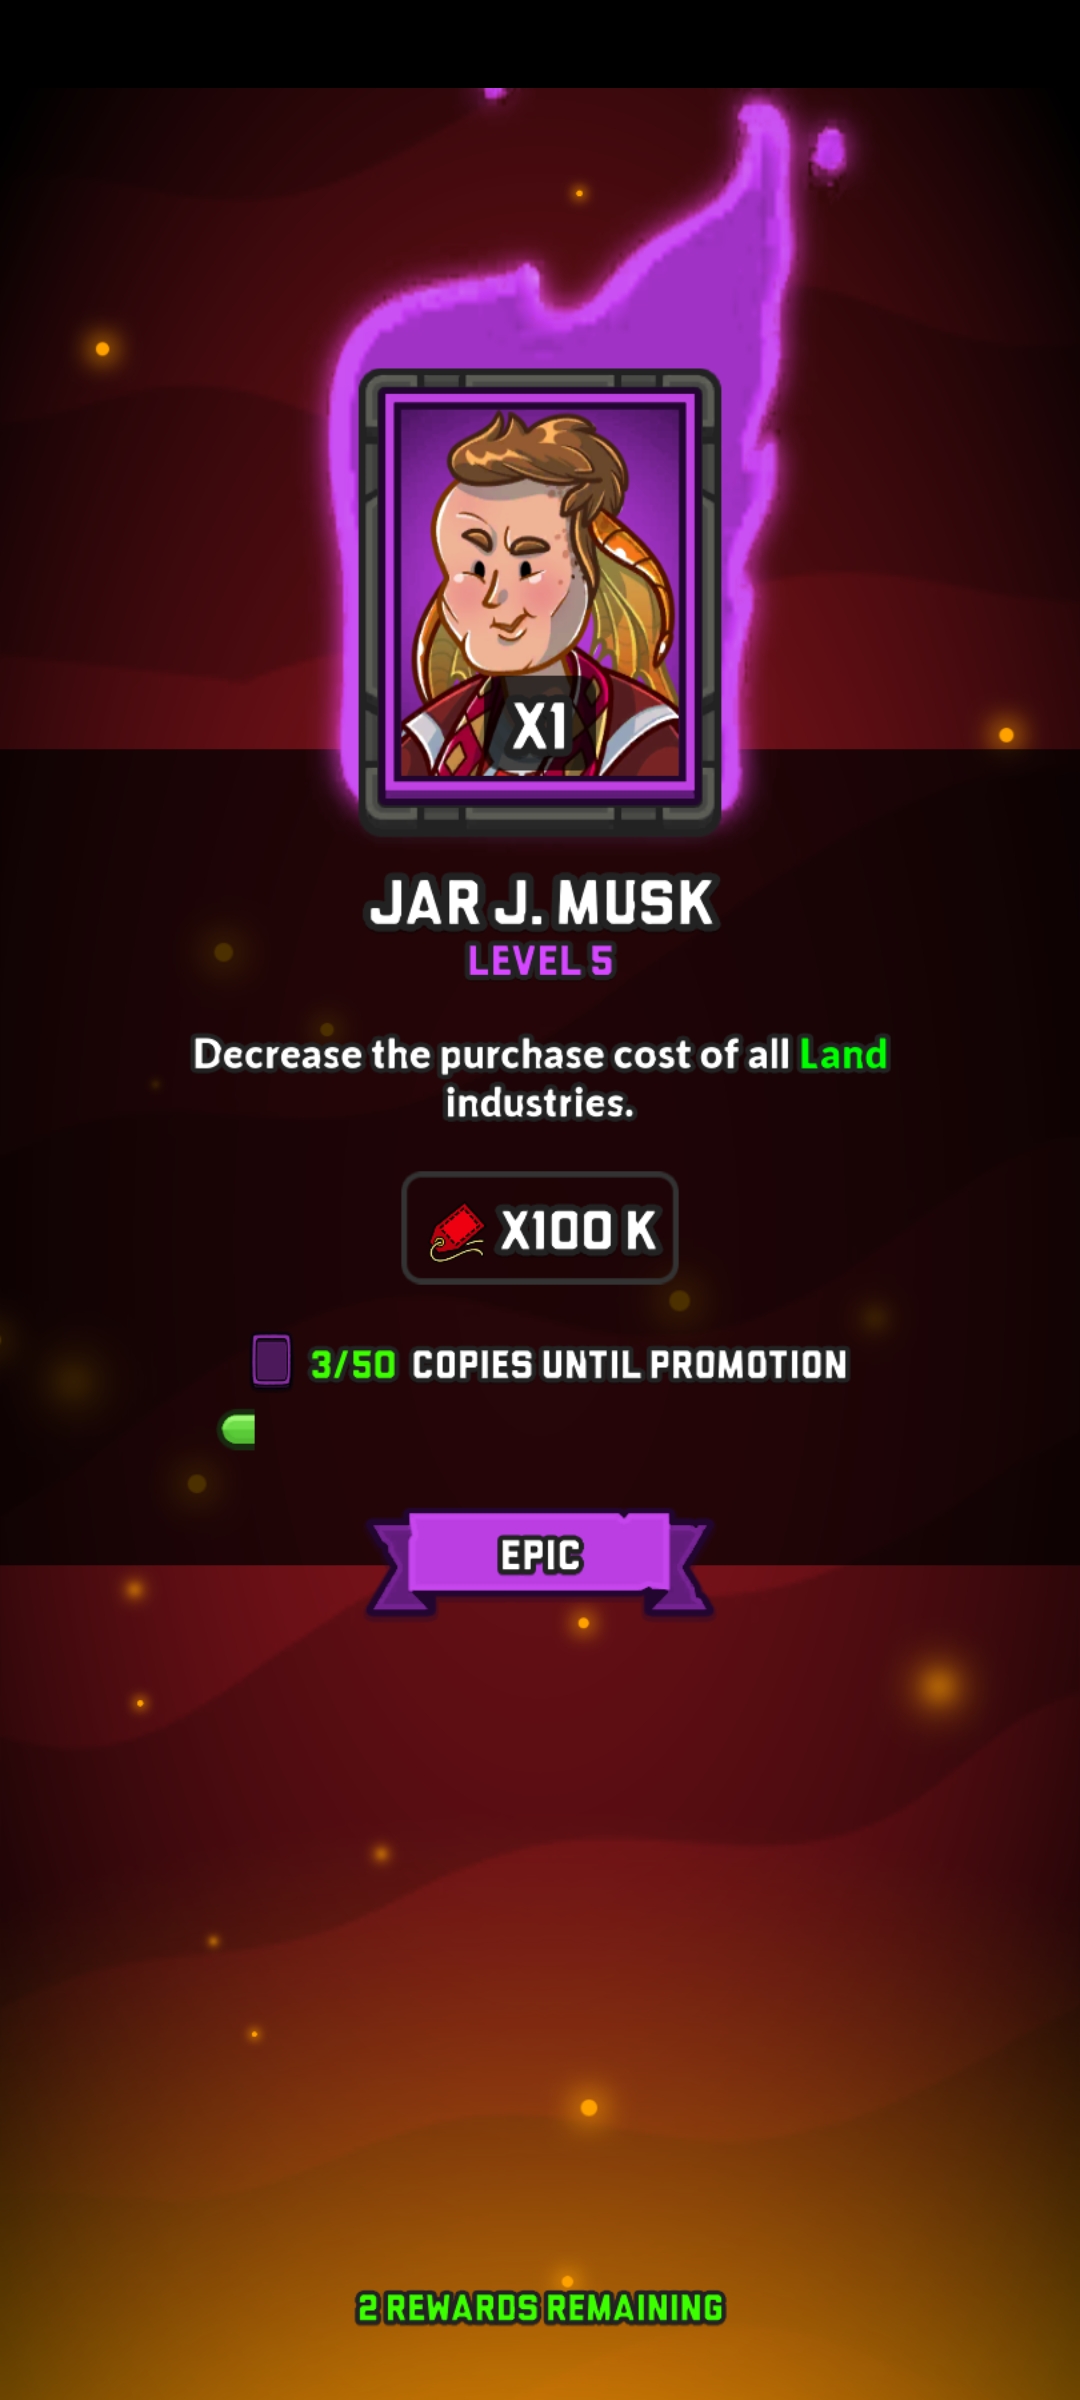 X1
JAR J. MUSK
LEVEL 5
Decrease the purchase cost of all Land
industries.
X100 K
3/50 COPIES UNTIL PROMOTION
EPIC
2 REWARDS REMAINING